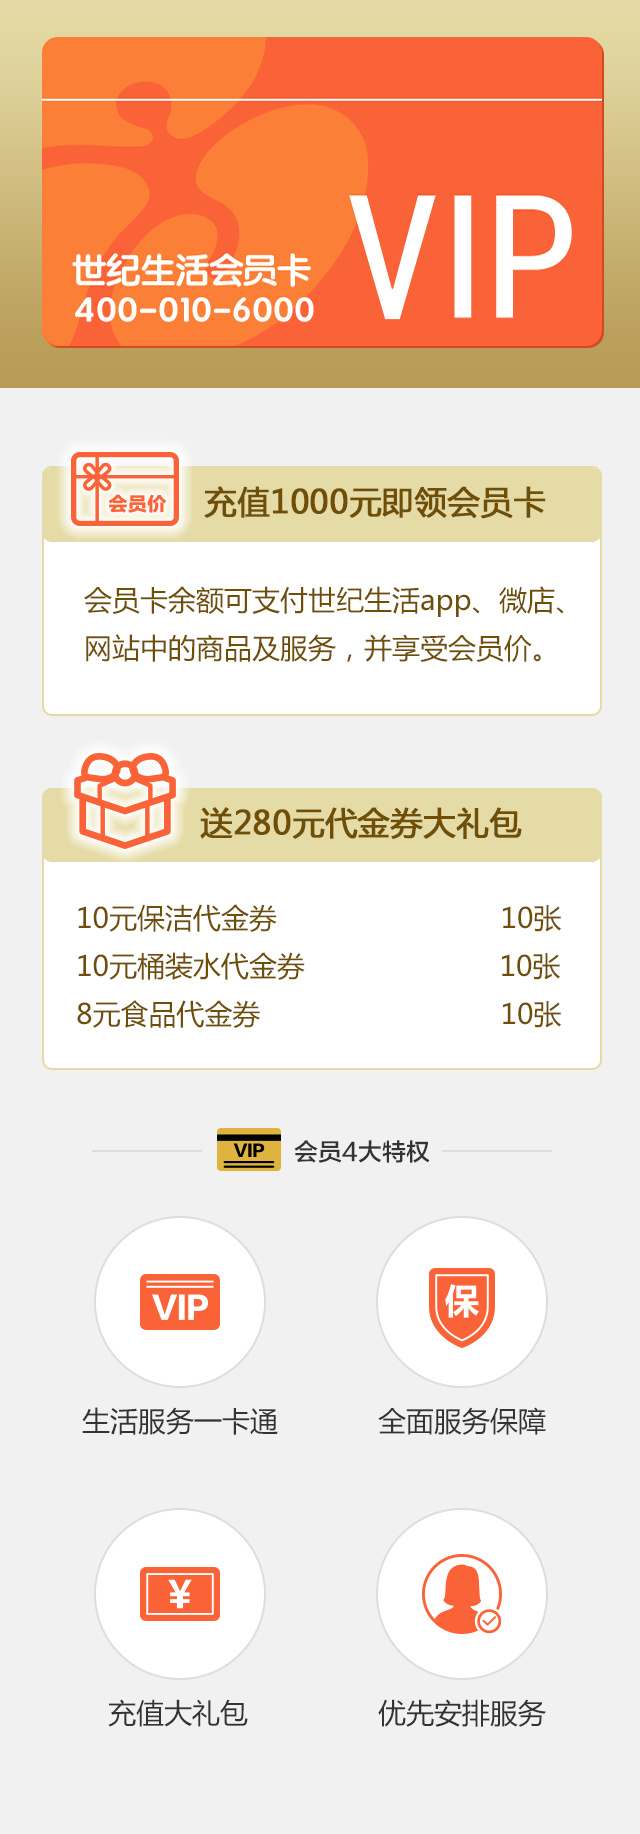 VIP
世纪生活会员卡
400-010-6000
会员价
充值1000元即领会员卡
会员卡余额可支付世纪生活app、微店、
网站中的商品及服务，并享受会员价。
送280元代金券大礼包
10元保洁代金券 10张
10元桶装水代金券 10张
8元食品代金券 10张
VIP 会员4大特权
VIP
保
生活服务一卡通
全面服务保障
¥
充值大礼包
优先安排服务